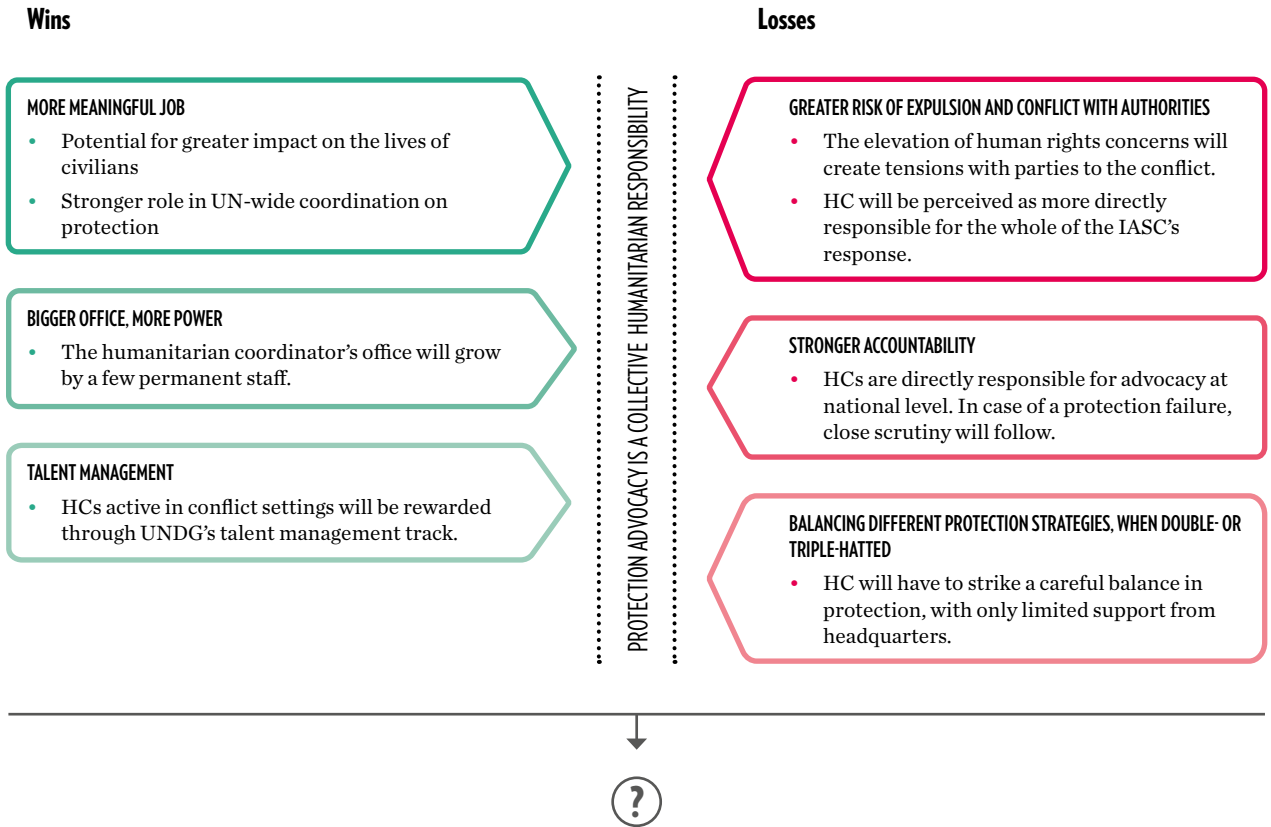 Wins
MORE MEANINGFUL JOB
• Potential for greater impact on the lives of
civilians
• Stronger role in UN-wide coordination on
protection
BIGGER OFFICE, MORE POWER
• The humanitarian coordinator’s office will grow
by a few permanent staff.
TALENT MANAGEMENT
• HCs active in conflict settings will be rewarded
through UNDG’s talent management track.
PROTECTION ADVOCACY IS A COLLECTIVE HUMANITARIAN RESPONSIBILITY
Losses
GREATER RISK OF EXPULSION AND CONFLICT WITH AUTHORITIES
• The elevation of human rights concerns will
create tensions with parties to the conflict.
• HC will be perceived as more directly
responsible for the whole of the IASC’s
response.
STRONGER ACCOUNTABILITY
• HCs are directly responsible for advocacy at
national level. In case of a protection failure,
close scrutiny will follow.
BALANCING DIFFERENT PROTECTION STRATEGIES, WHEN DOUBLE- OR
TRIPLE-HATTED
• HC will have to strike a careful balance in
protection, with only limited support from
headquarters.
?